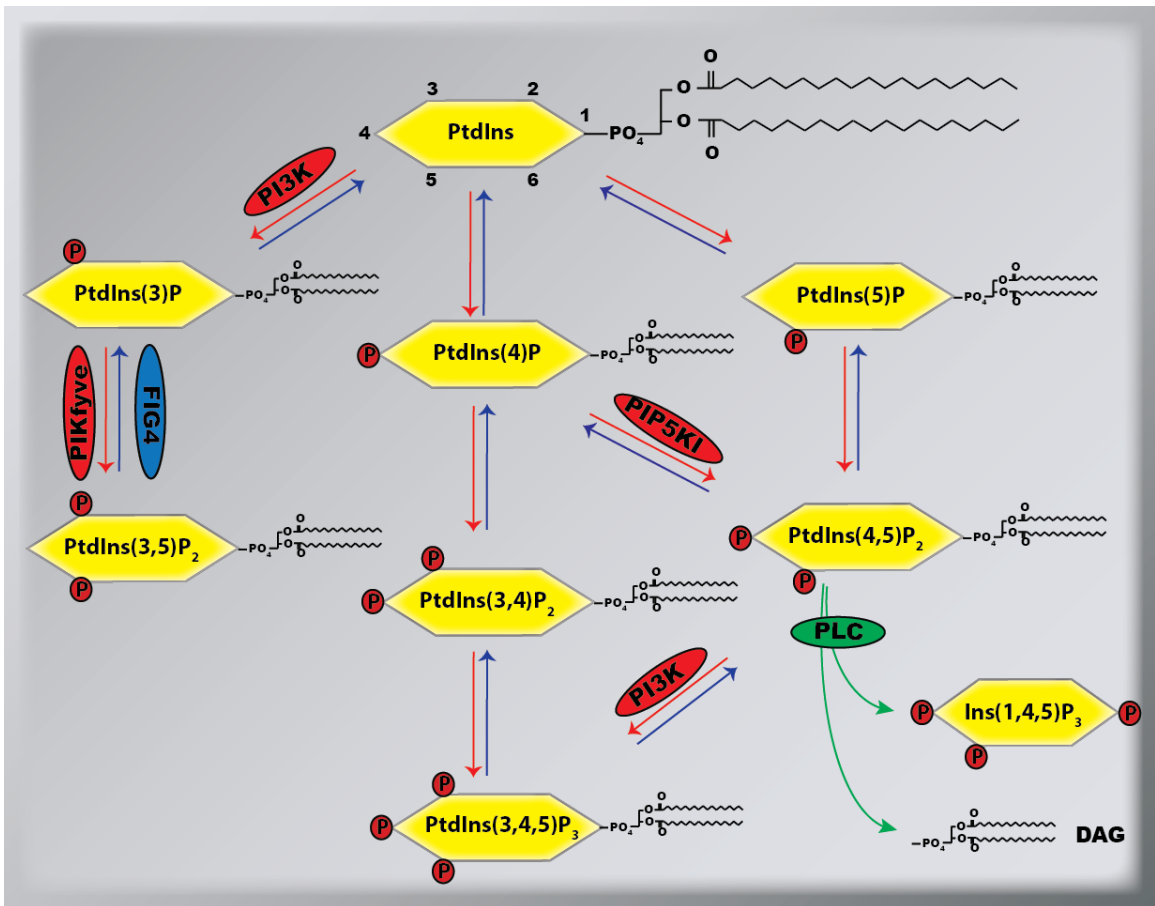 O
O
3
2
1
4
PtdIns
PO4
O
O
5
6
PI3K
P
PtdIns(3)P
PO4
O
O
O
O
PtdIns(5)P
PO4
O
O
O
O
P
PtdIns(4)P
P
PO4
O
O
O
O
PIKfyve
FIG4
PIP5KI
P
PtdIns(3,5)P2
PO4
O
O
O
O
P
PtdIns(4,5)P2
P
PO4
O
O
O
O
P
P
PtdIns(3,4)P2
P
PO4
O
O
O
O
PLC
PI3K
P
Ins(1,4,5)P3
P
P
P
PtdIns(3,4,5)P3
P
PO4
O
O
O
O
P
PO4
O
O
O
O
DAG